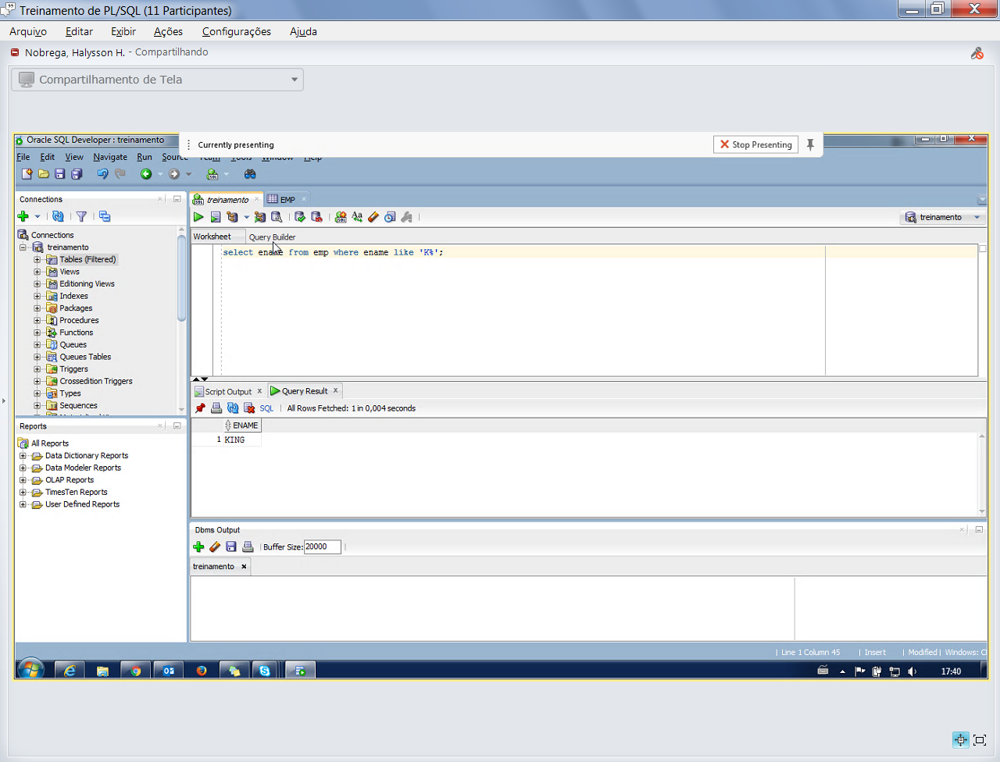 Treinamento de PL/SQL (11 Participantes)
Arquivo Editar Exibir Ações Configurações Ajuda
Nobrega, Halysson H. - Compartilhando
Compartilhamento de Tela
Oracle SQL Developer : treinamento
Currently presenting
Stop Presenting
File Edit View Navigate Run Source Team Tools Window Help
Connections
treinamento
EMP
treinamento
Worksheet Query Builder
select ename from emp where ename like 'K%';
Connections
treinamento
Tables (Filtered)
Views
Editioning Views
Indexes
Packages
Procedures
Functions
Queues
Queues Tables
Triggers
Crossedition Triggers
Types
Sequences
Script Output
Query Result
SQL
All Rows Fetched: 1 in 0,004 seconds
ENAME
1 KING
Reports
All Reports
Data Dictionary Reports
Data Modeler Reports
OLAP Reports
TimesTen Reports
User Defined Reports
Dbms Output
Buffer Size: 20000
treinamento
Line 1 Column 45
Insert
Modified
Windows: C
17:40